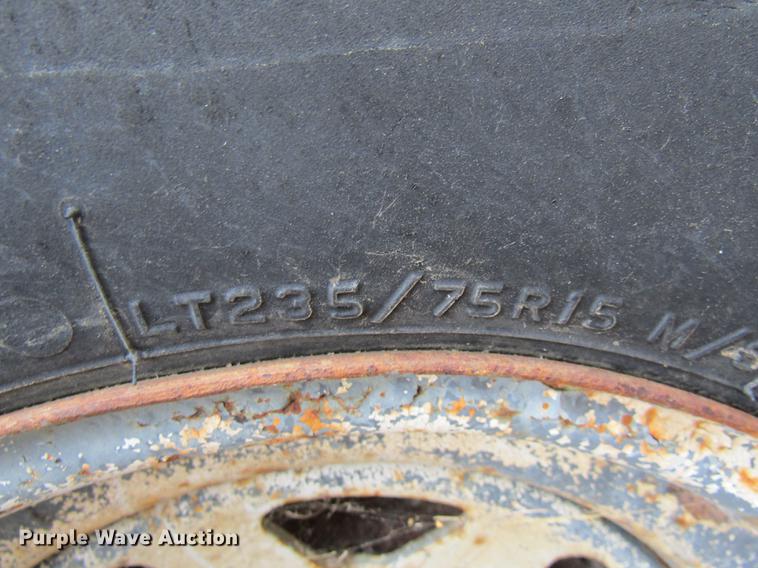 LT235/75R15 M/S
Purple Wave Auction